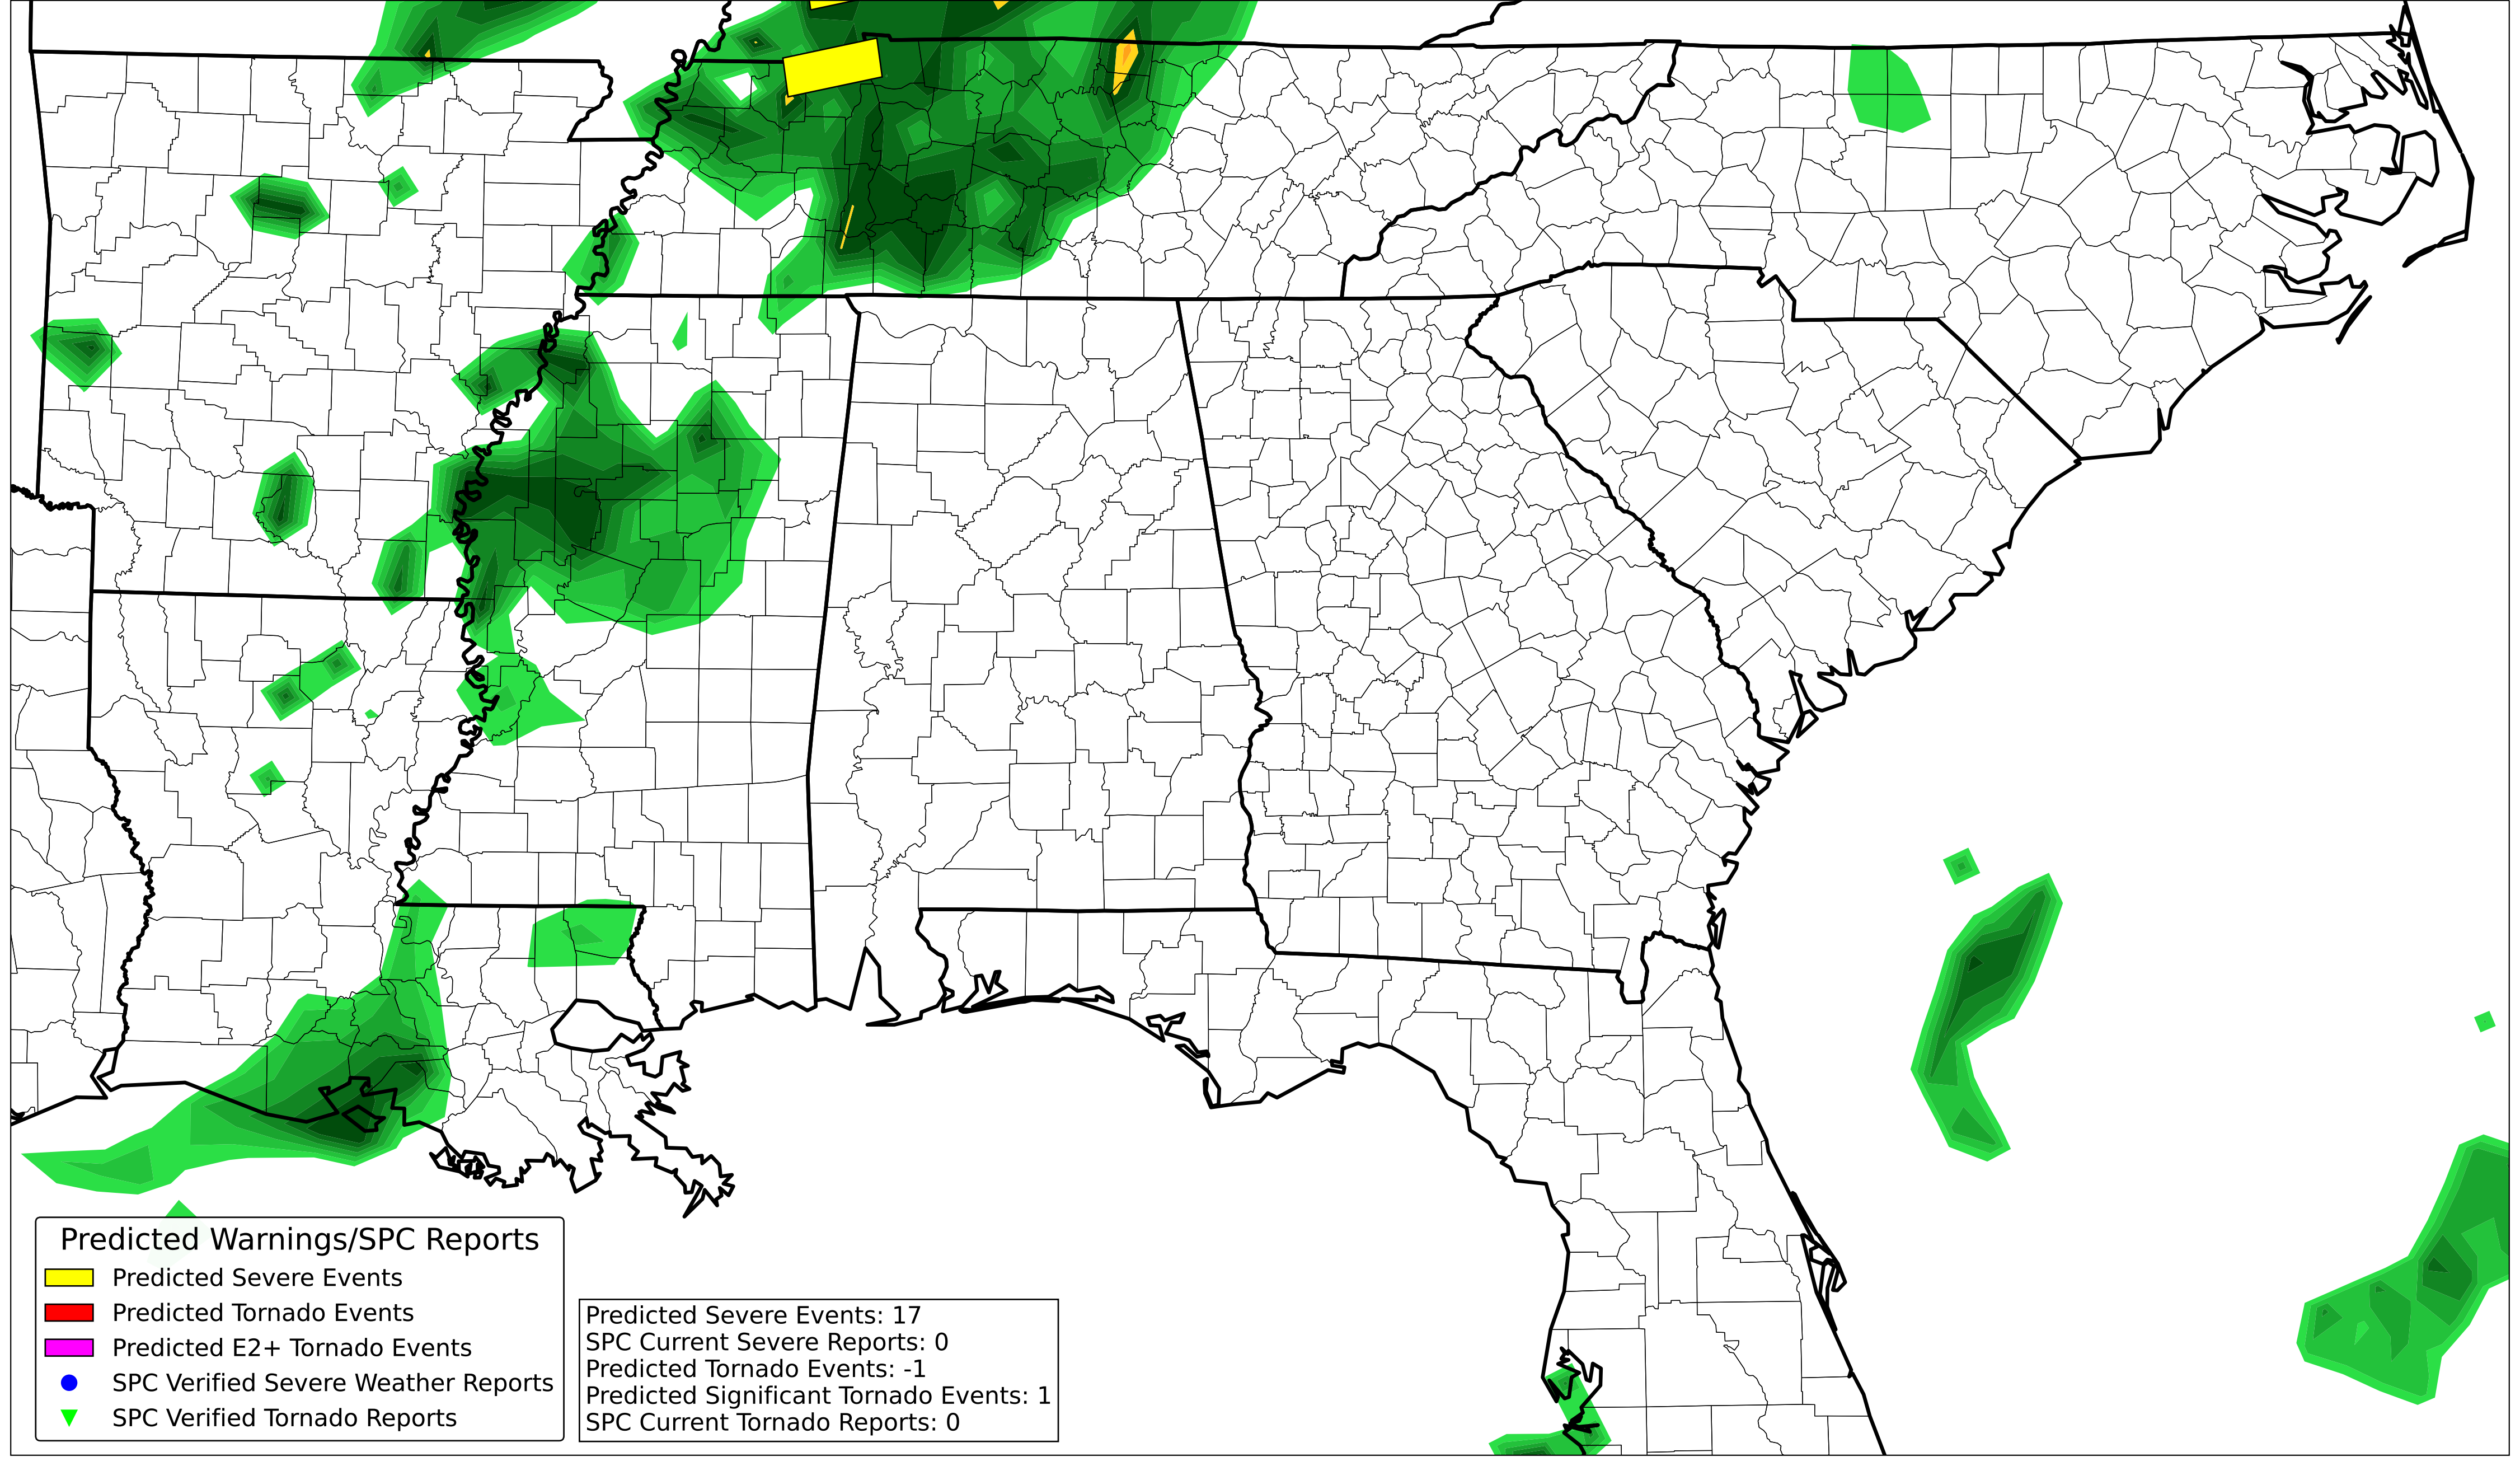 Predicted Warnings/SPC Reports
Predicted Severe Events
Predicted Tornado Events
Predicted E2+ Tornado Events
SPC Verified Severe Weather Reports
SPC Verified Tornado Reports
Predicted Severe Events: 17
SPC Current Severe Reports: 0
Predicted Tornado Events: -1
Predicted Significant Tornado Events: 1
SPC Current Tornado Reports: 0